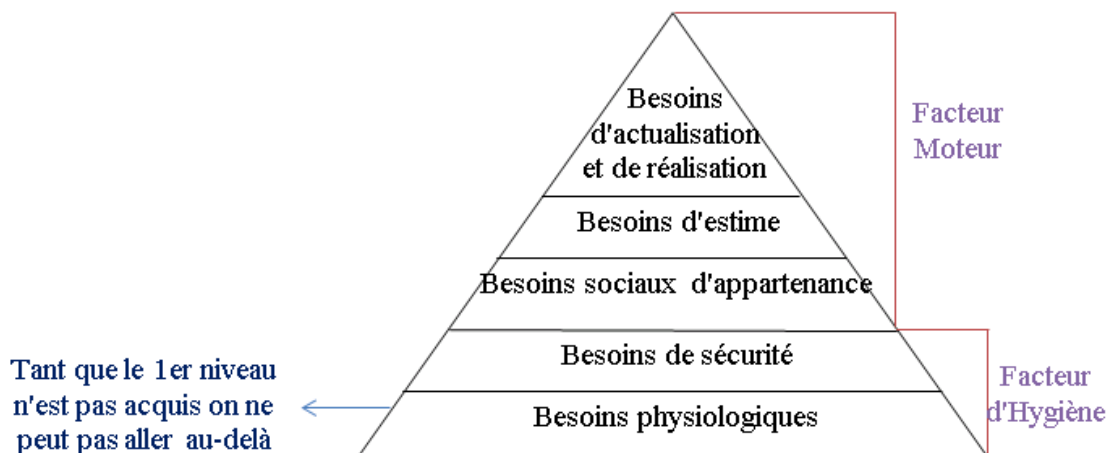 Besoins
d'actualisation
et de réalisation
Facteur
Moteur
Besoins d'estime
Besoins sociaux d'appartenance
Besoins de sécurité
Tant que le 1er niveau
n'est pas acquis on ne
peut pas aller au-delà
Besoins physiologiques
Facteur
d'Hygiène